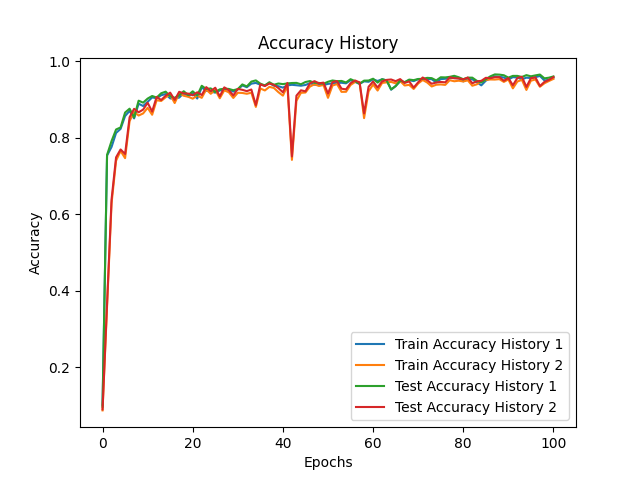 Accuracy History
1.0
0.8
0.6
0.4
0.2
Accuracy
Train Accuracy History 1
Train Accuracy History 2
Test Accuracy History 1
Test Accuracy History 2
0 20 40 60 80 100
Epochs